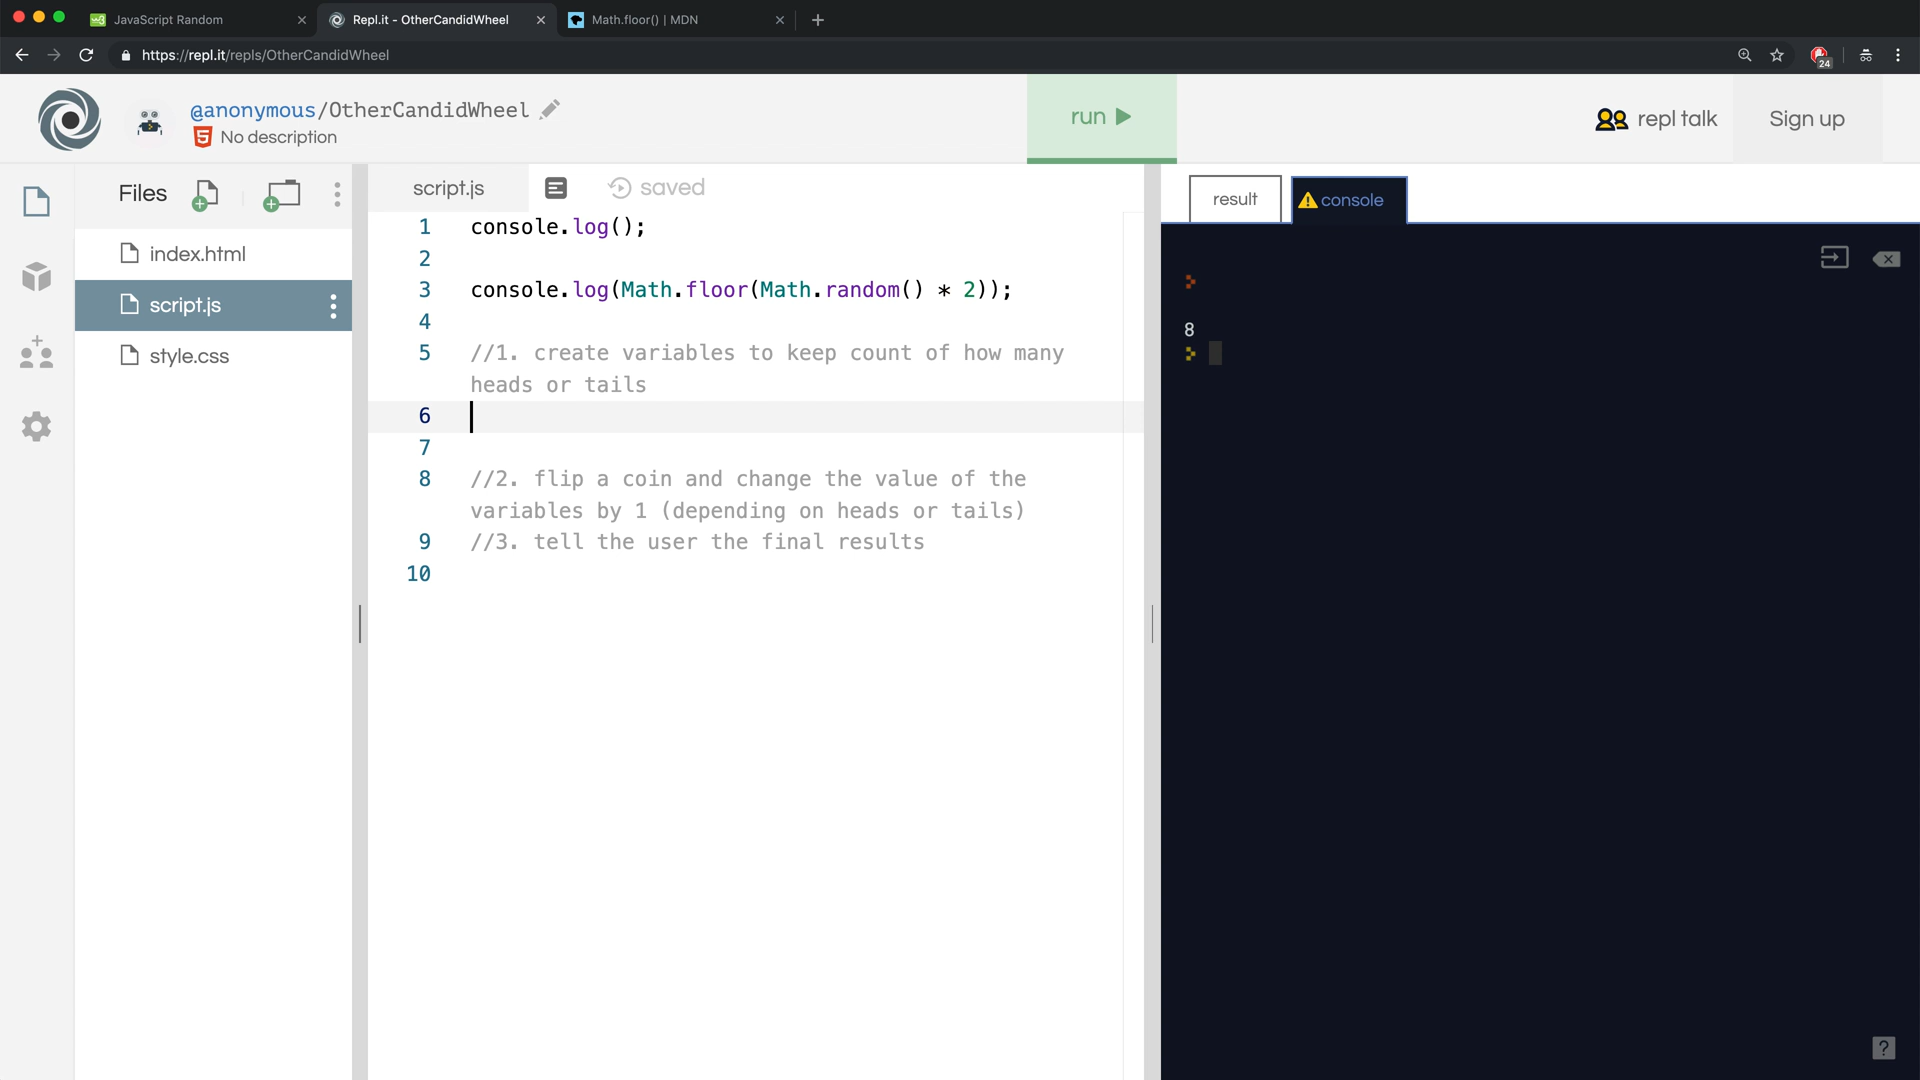 JavaScript Random
Repl.it - OtherCandidWheel
Math.floor() | MDN
https://repl.it/repls/OtherCandidWheel
24
@anonymous/OtherCandidWheel
No description
run
repl talk
Sign up
Files
index.html
script.js
style.css
script.js
saved
1 console.log();
2
3 console.log(Math.floor(Math.random() * 2));
4
5 //1. create variables to keep count of how many
heads or tails
6
7
8 //2. flip a coin and change the value of the
variables by 1 (depending on heads or tails)
9 //3. tell the user the final results
10
result
console
8
?